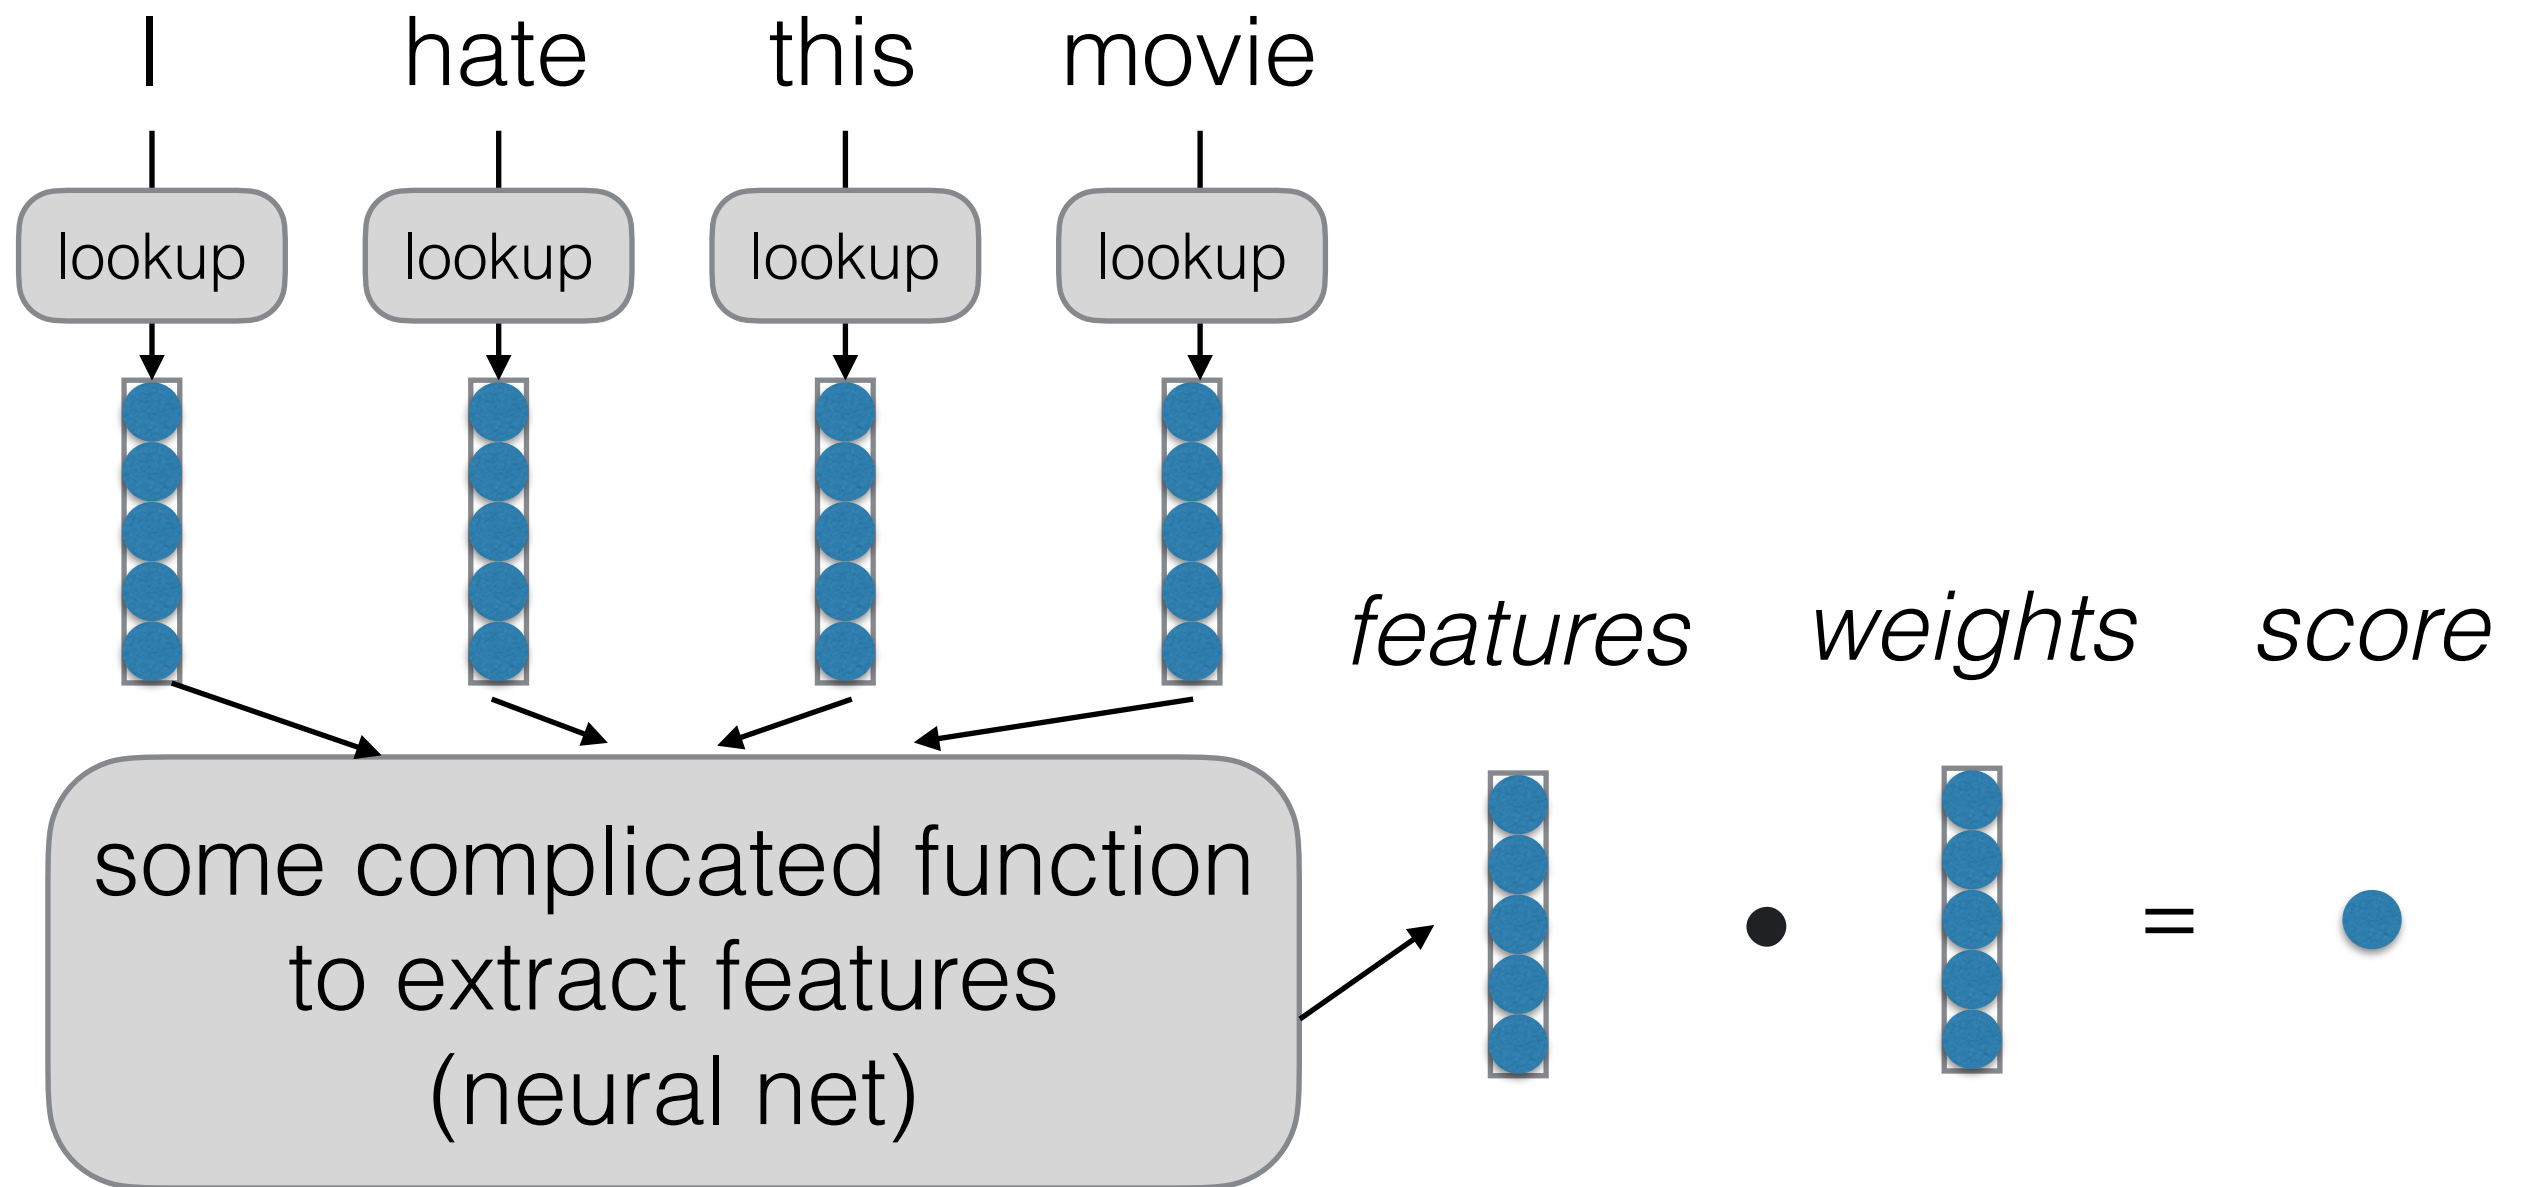 I hate this movie
lookup lookup lookup lookup
features weights score
some complicated function
to extract features
(neural net)
=